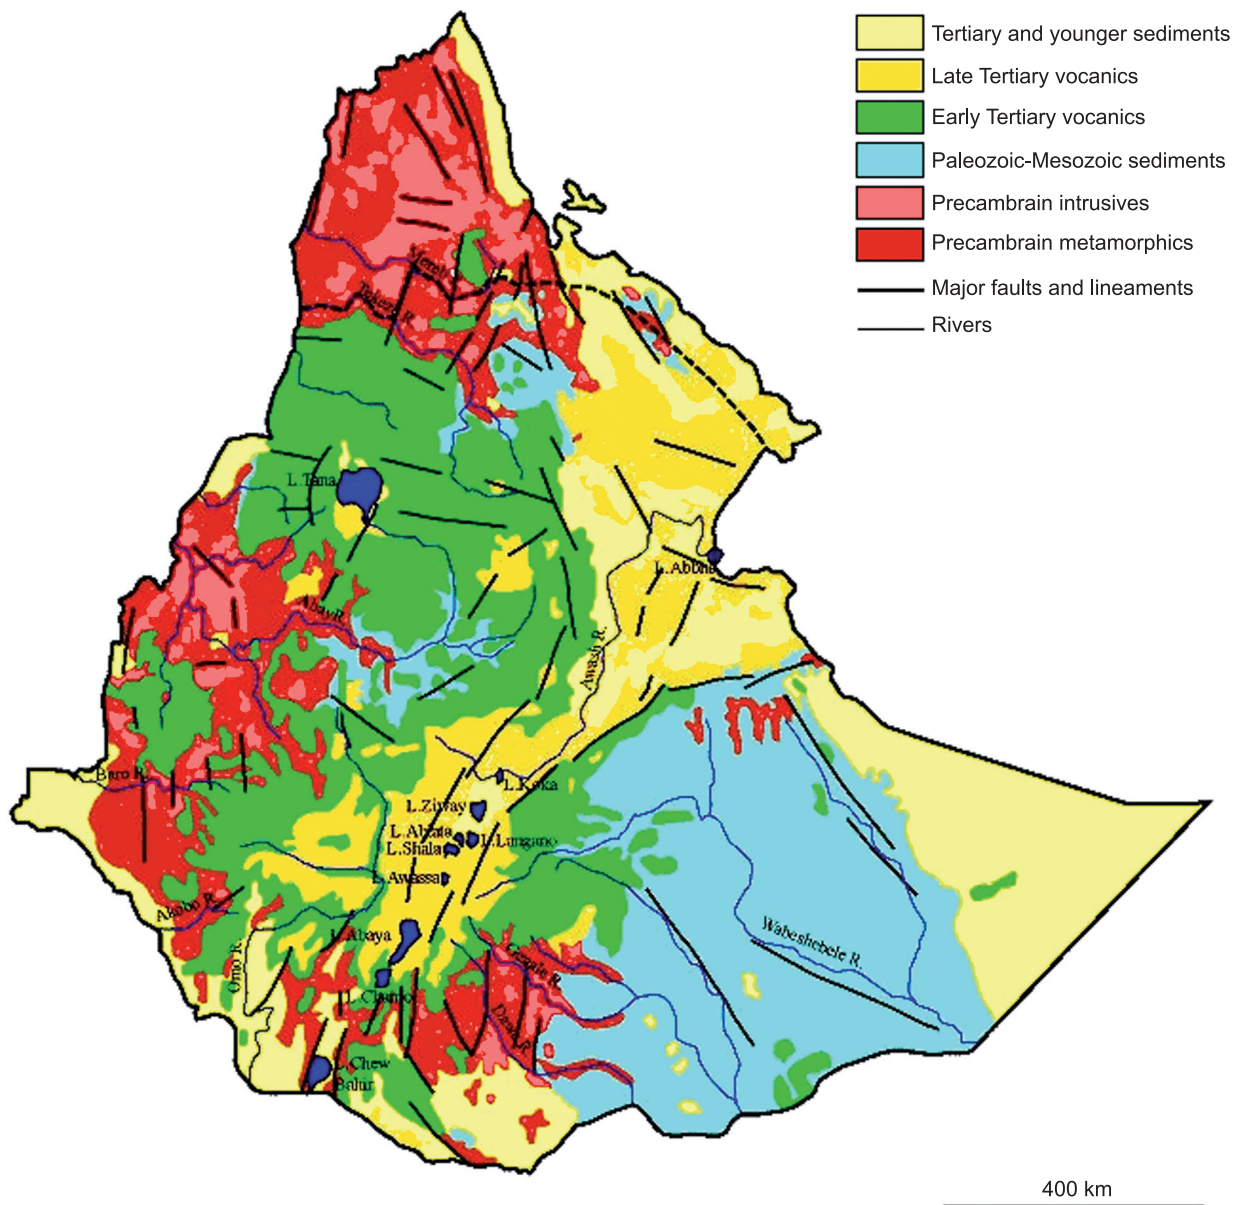 Tertiary and younger sediments
Late Tertiary vocanics
Early Tertiary vocanics
Paleozoic-Mesozoic sediments
Precambrain intrusives
Precambrain metamorphics
Major faults and lineaments
Rivers
Mereb
Tekeze R.
L.Tana
L.Abbe
Abay R.
Awash R.
Baro R.
L.Koka
L.Ziway
L.Abiata
L.Langano
L.Shala
L.Awassa
Akobo R.
L.Abaya
Wabeshebele R.
Omo R.
Genale R.
L.Chamo
Dawa R.
L.Chew
Bahir
400 km